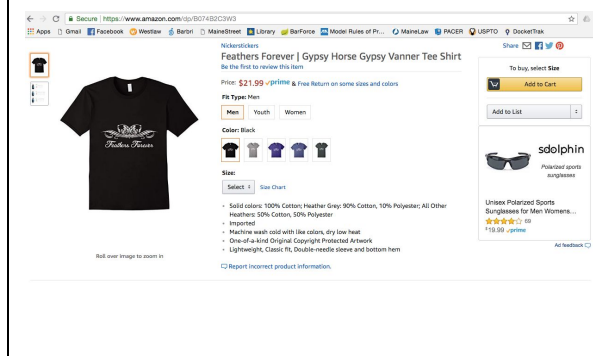 Secure https://www.amazon.com/dp/B074B2C3W3
Apps Gmail Facebook Westlaw Barbri MaineStreet Library BarForce Model Rules of Pr... MaineLaw PACER USPTO DocketTrak
Nickerstickers
Feathers Forever | Gypsy Horse Gypsy Vanner Tee Shirt
Be the first to review this item
Price: $21.99 prime & Free Return on some sizes and colors
Fit Type: Men
Men Youth Women
Color: Black
Size:
Select Size Chart
Solid colors: 100% Cotton; Heather Grey: 90% Cotton, 10% Polyester; All Other
Heathers: 50% Cotton, 50% Polyester
Imported
Machine wash cold with like colors, dry low heat
One-of-a-kind Original Copyright Protected Artwork
Lightweight, Classic fit, Double-needle sleeve and bottom hem
Report incorrect product information.
Feathers Forever
Roll over image to zoom in
Share
To buy, select Size
Add to Cart
Add to List
sdolphin
Polarized sports
sunglasses
Unisex Polarized Sports
Sunglasses for Men Womens...
69
$19.99 prime
Ad feedback